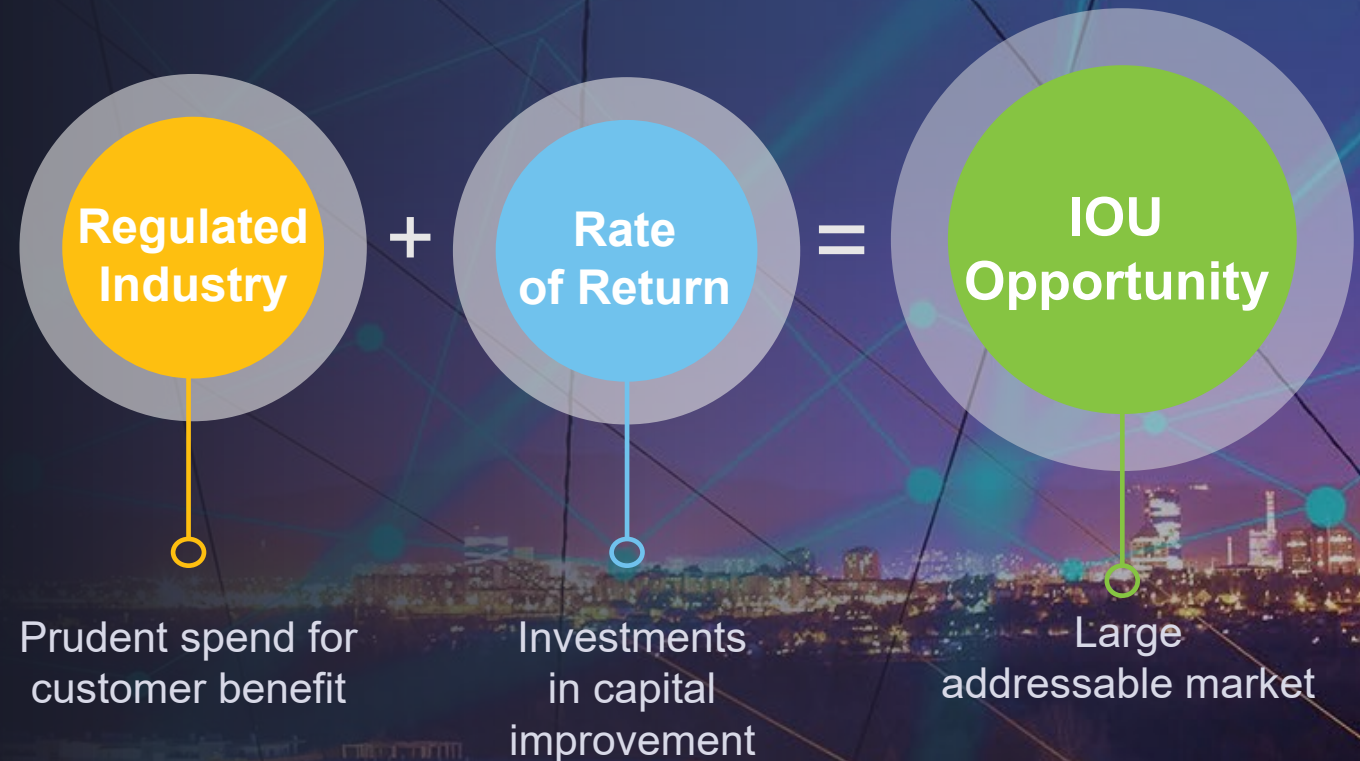 Regulated
Industry
+
Rate
of Return
=
IOU
Opportunity
Prudent spend for
customer benefit
Investments
in capital
improvement
Large
addressable market